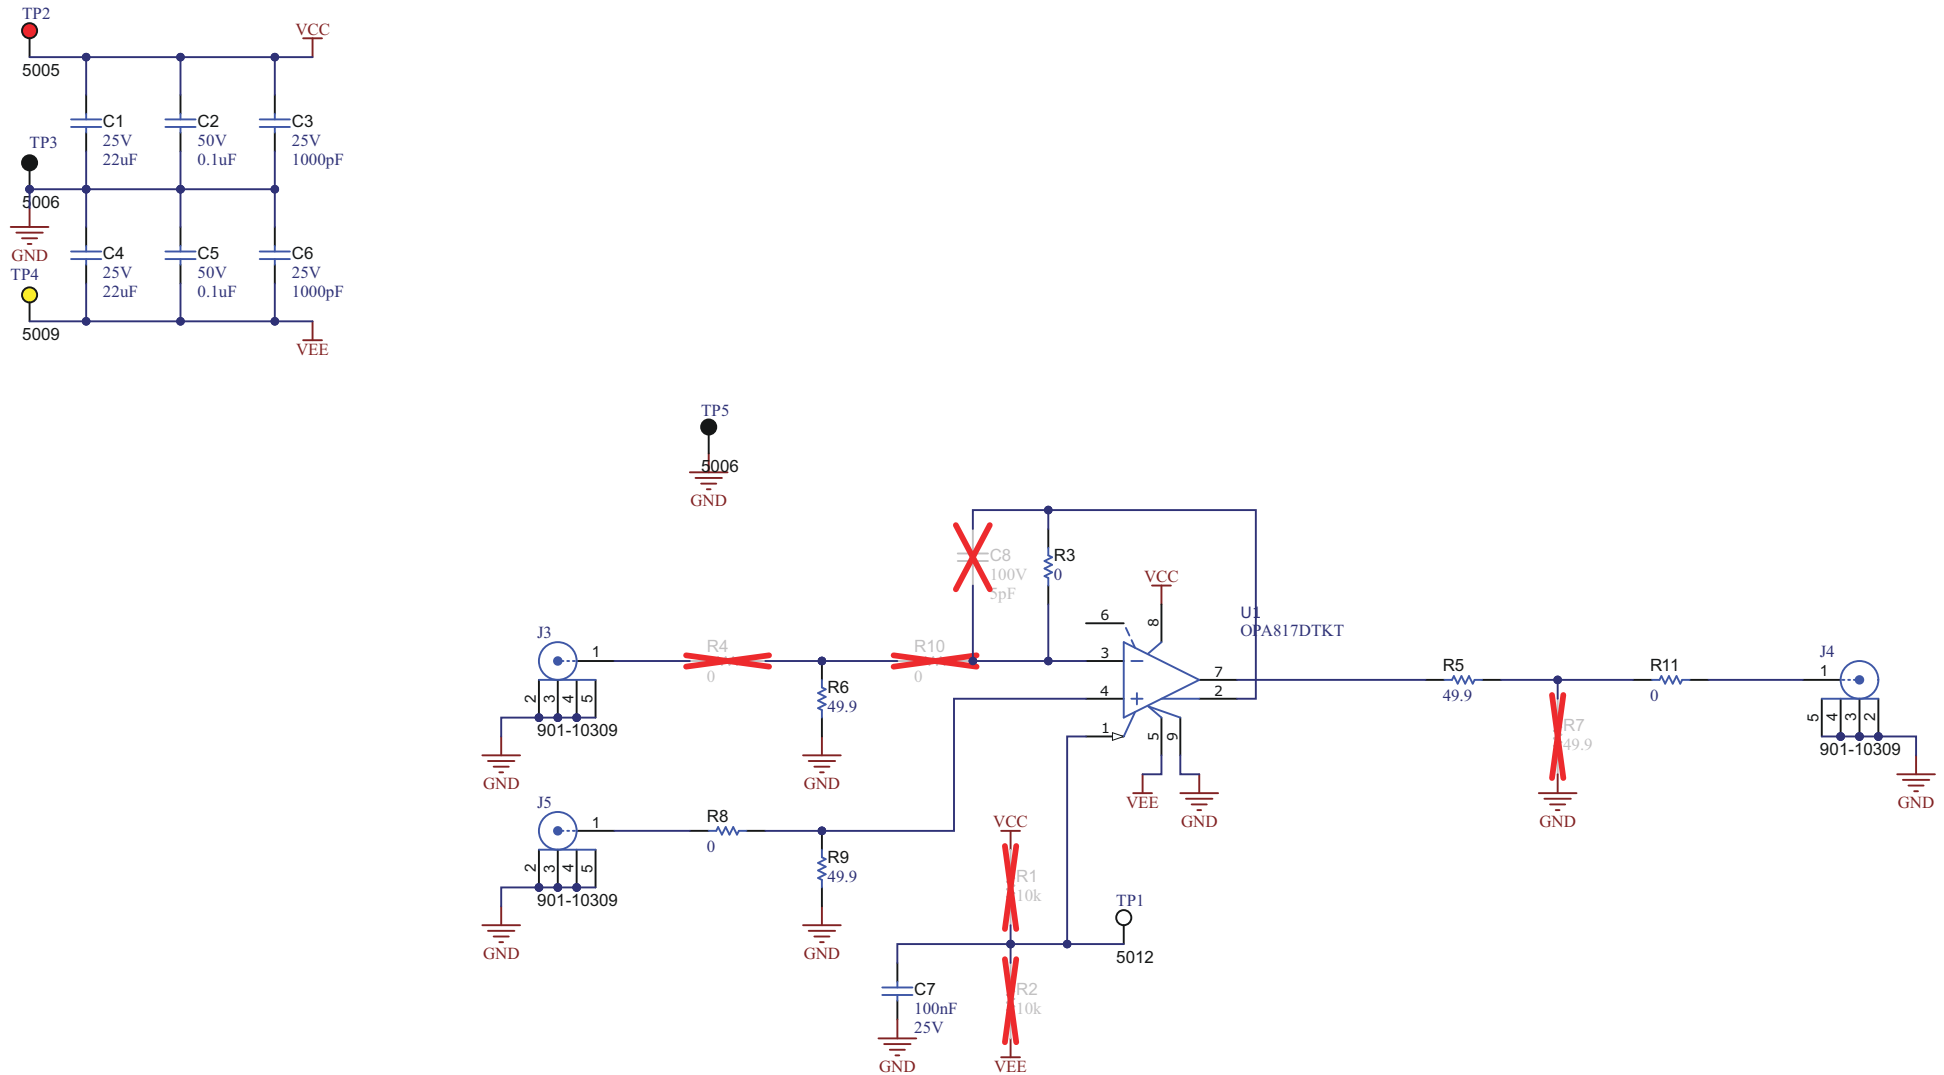 TP2
5005
VCC
C1
25V
22uF
C2
50V
0.1uF
C3
25V
1000pF
TP3
5006
GND
C4
25V
22uF
C5
50V
0.1uF
C6
25V
1000pF
TP4
5009
VEE
TP5
5006
GND
C8
100V
5pF
R3
0
VCC
U1
OPA817DTKT
6
8
3
4
1
7
2
5
9
VEE
GND
J3
1
2
3
4
5
901-10309
GND
R4
0
R10
0
R6
49.9
GND
R5
49.9
R11
0
R7
49.9
GND
J4
1
5
4
3
2
901-10309
GND
J5
1
2
3
4
5
901-10309
GND
R8
0
R9
49.9
GND
VCC
R1
10k
TP1
5012
C7
100nF
25V
GND
R2
10k
VEE